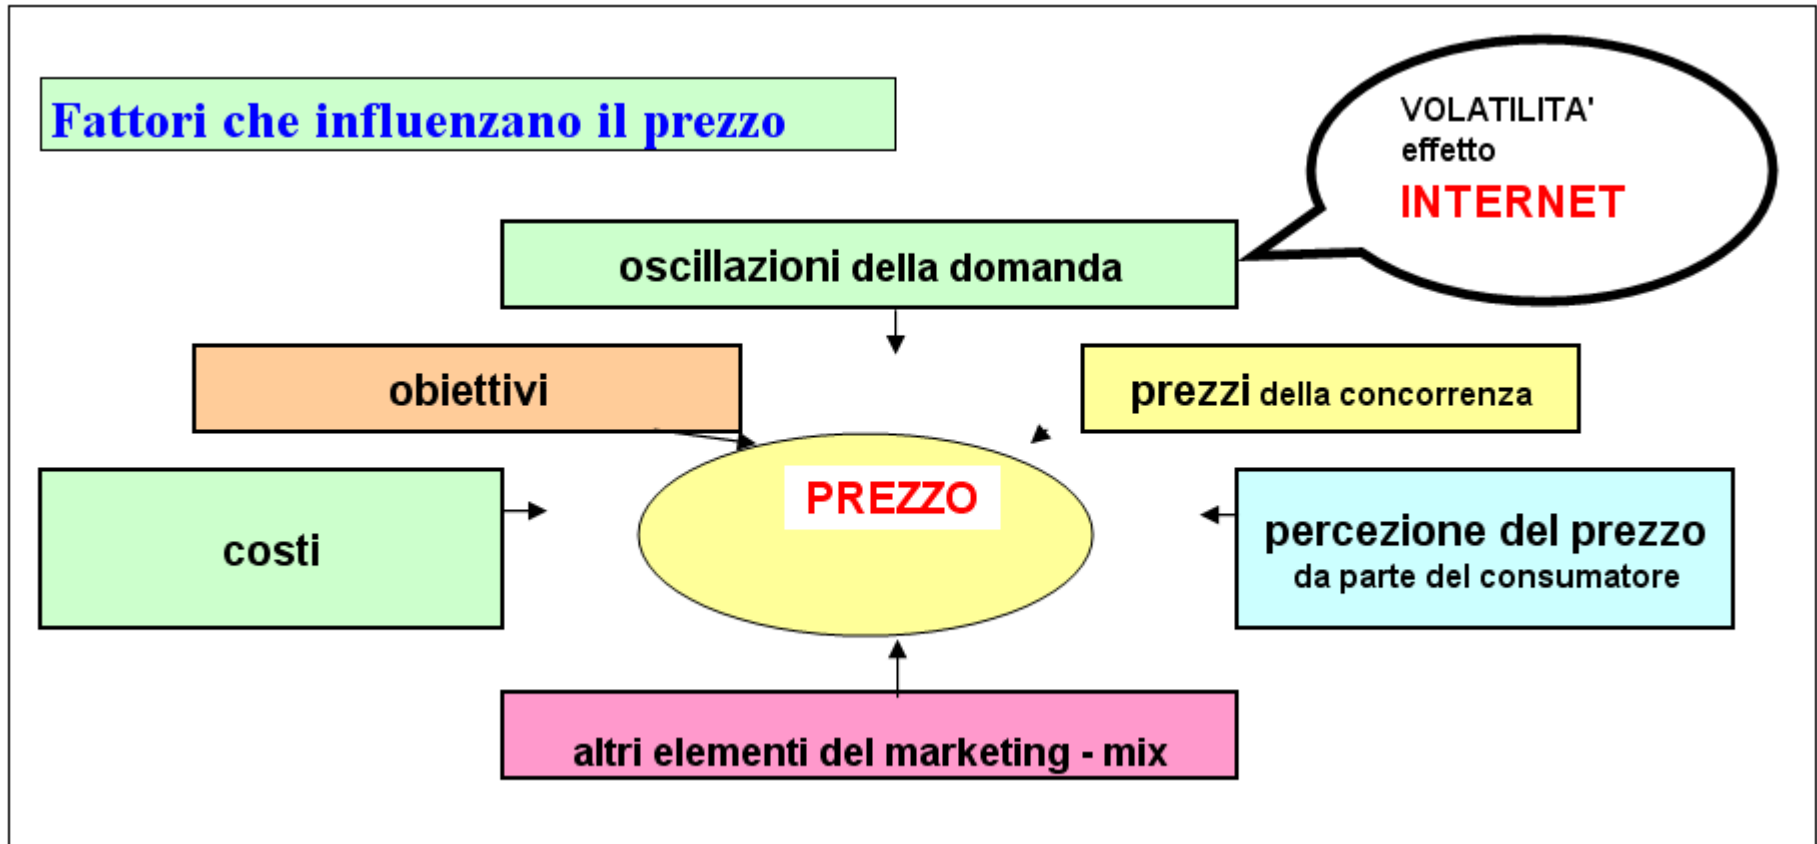 Fattori che influenzano il prezzo
VOLATILITA'
effetto
INTERNET
oscillazioni della domanda
obiettivi
prezzi della concorrenza
PREZZO
costi
percezione del prezzo
da parte del consumatore
altri elementi del marketing - mix